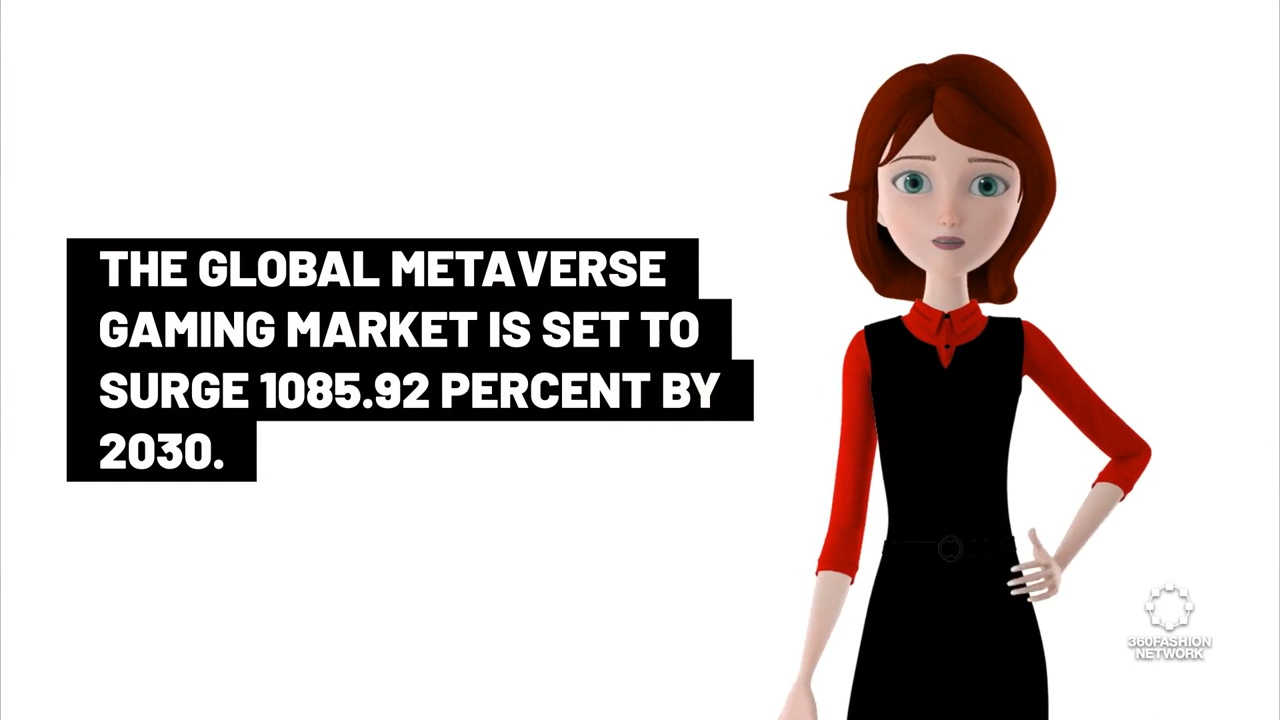 THE GLOBAL METAVERSE
GAMING MARKET IS SET TO
SURGE 1085.92 PERCENT BY
2030.
360FASHION
NETWORK